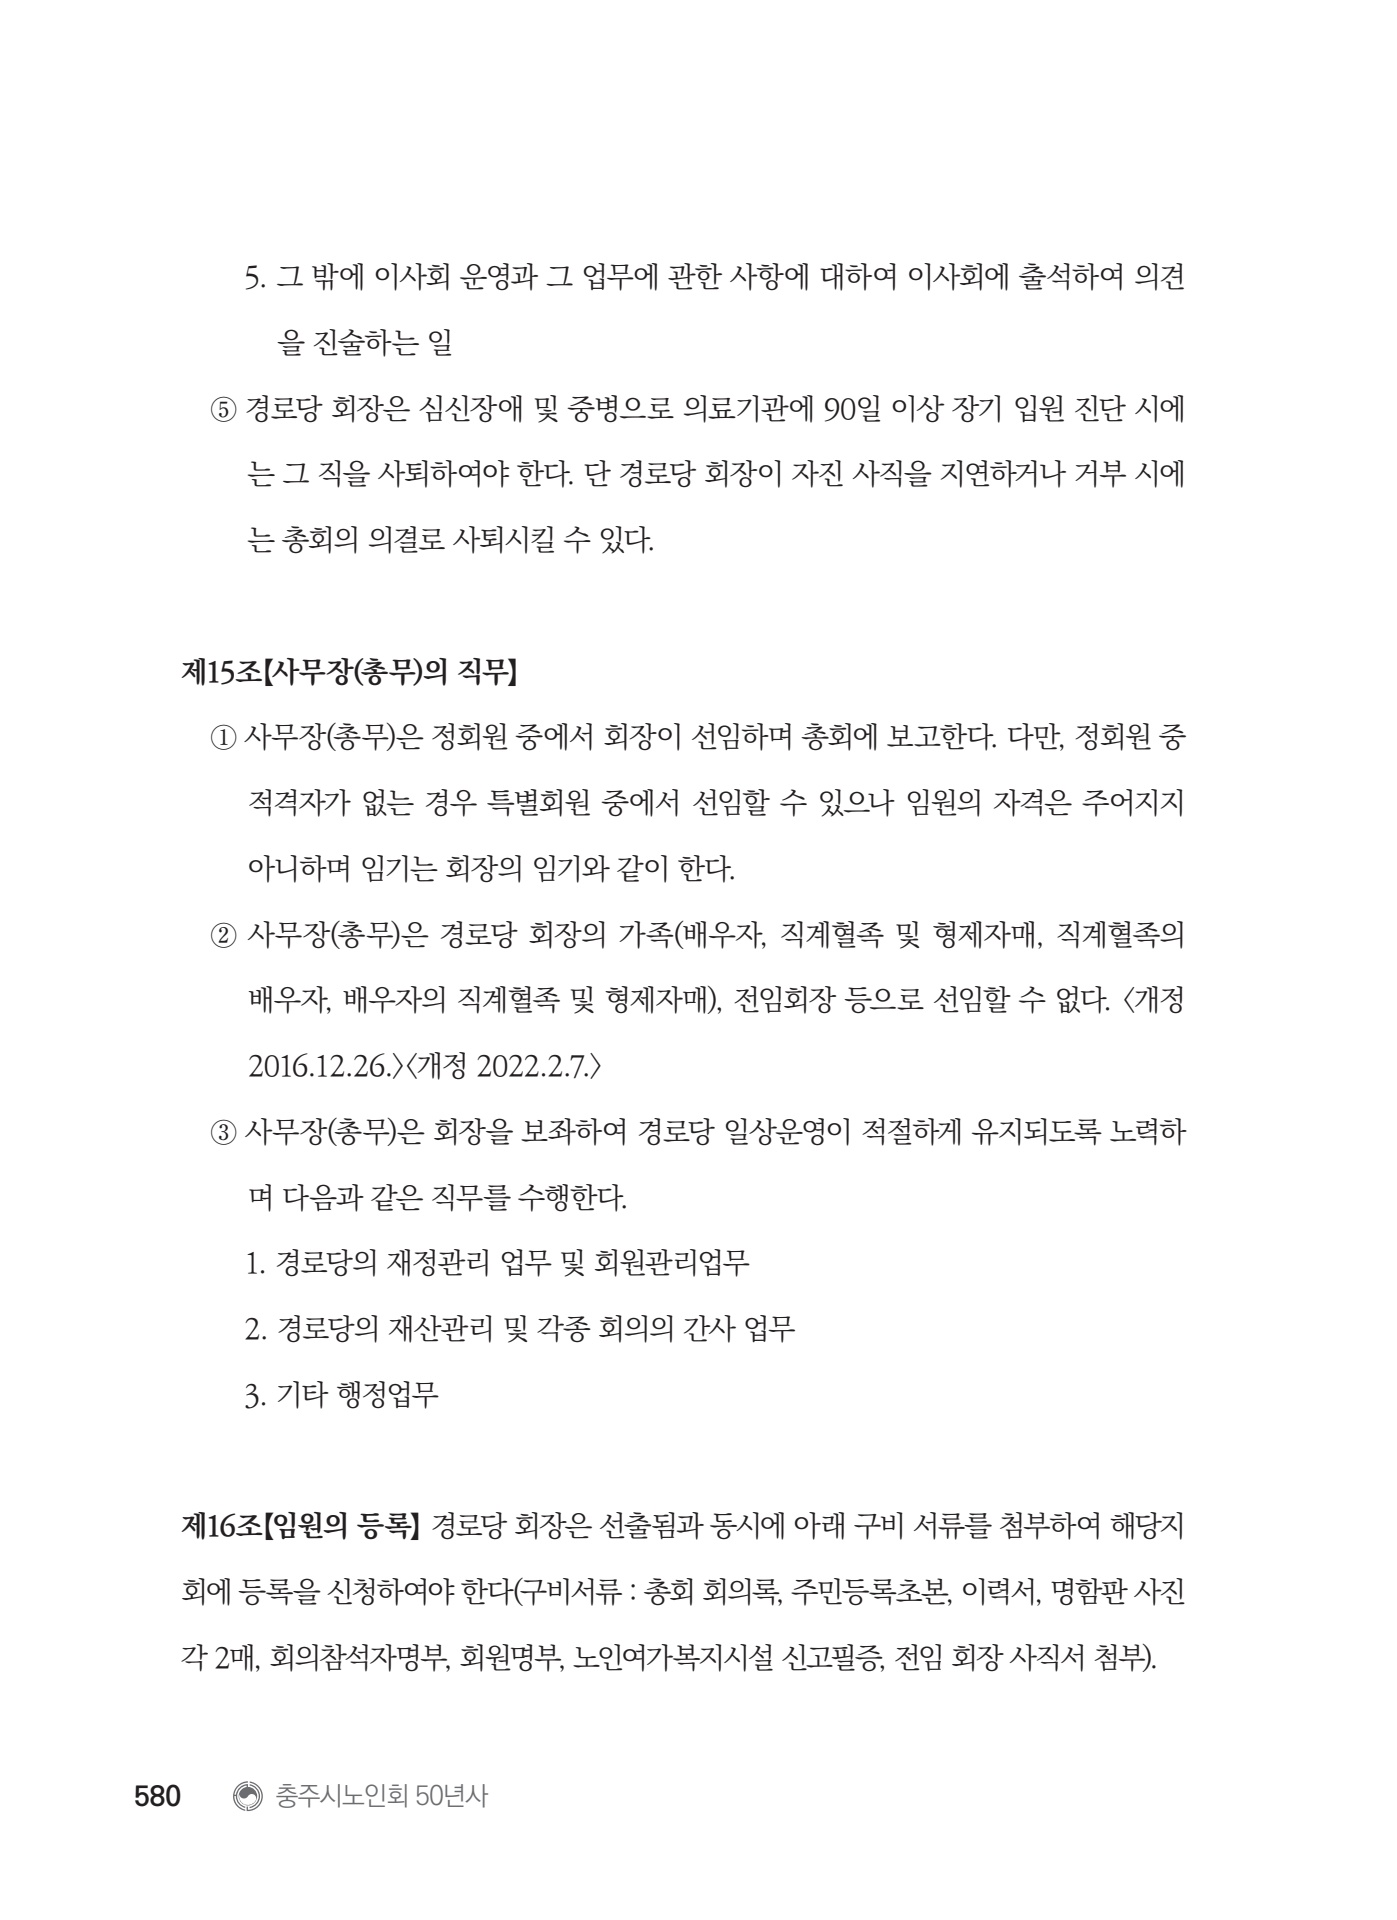 5. 그 밖에 이사회 운영과 그 업무에 관한 사항에 대하여 이사회에 출석하여 의견
을 진술하는 일
⑤ 경로당 회장은 심신장애 및 중병으로 의료기관에 90일 이상 장기 입원 진단 시에
는 그 직을 사퇴하여야 한다. 단 경로당 회장이 자진 사직을 지연하거나 거부 시에
는 총회의 의결로 사퇴시킬 수 있다.
제15조【사무장(총무)의 직무】
① 사무장(총무)은 정회원 중에서 회장이 선임하며 총회에 보고한다. 다만, 정회원 중
적격자가 없는 경우 특별회원 중에서 선임할 수 있으나 임원의 자격은 주어지지
아니하며 임기는 회장의 임기와 같이 한다.
② 사무장(총무)은 경로당 회장의 가족(배우자, 직계혈족 및 형제자매, 직계혈족의
배우자, 배우자의 직계혈족 및 형제자매), 전임회장 등으로 선임할 수 없다. 〈개정
2016.12.26.〉〈개정 2022.2.7.〉
③ 사무장(총무)은 회장을 보좌하여 경로당 일상운영이 적절하게 유지되도록 노력하
며 다음과 같은 직무를 수행한다.
1. 경로당의 재정관리 업무 및 회원관리업무
2. 경로당의 재산관리 및 각종 회의의 간사 업무
3. 기타 행정업무
제16조【임원의 등록】 경로당 회장은 선출됨과 동시에 아래 구비 서류를 첨부하여 해당지
회에 등록을 신청하여야 한다(구비서류 : 총회 회의록, 주민등록초본, 이력서, 명함판 사진
각 2매, 회의참석자명부, 회원명부, 노인여가복지시설 신고필증, 전임 회장 사직서 첨부).
580 충주시노인회 50년사